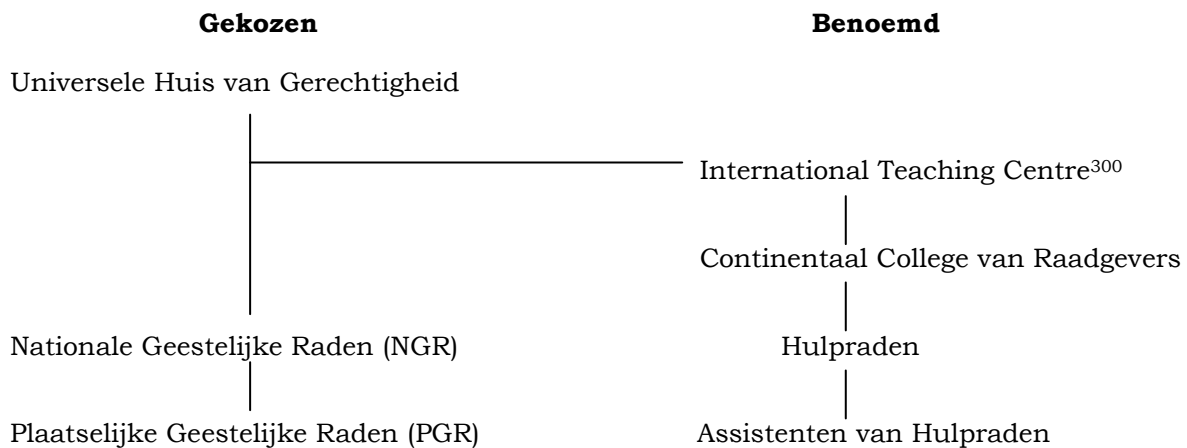 Gekozen Benoemd
Universele Huis van Gerechtigheid
International Teaching Centre300
Continentaal College van Raadgevers
Nationale Geestelijke Raden (NGR) Hulpraden
Plaatselijke Geestelijke Raden (PGR) Assistenten van Hulpraden